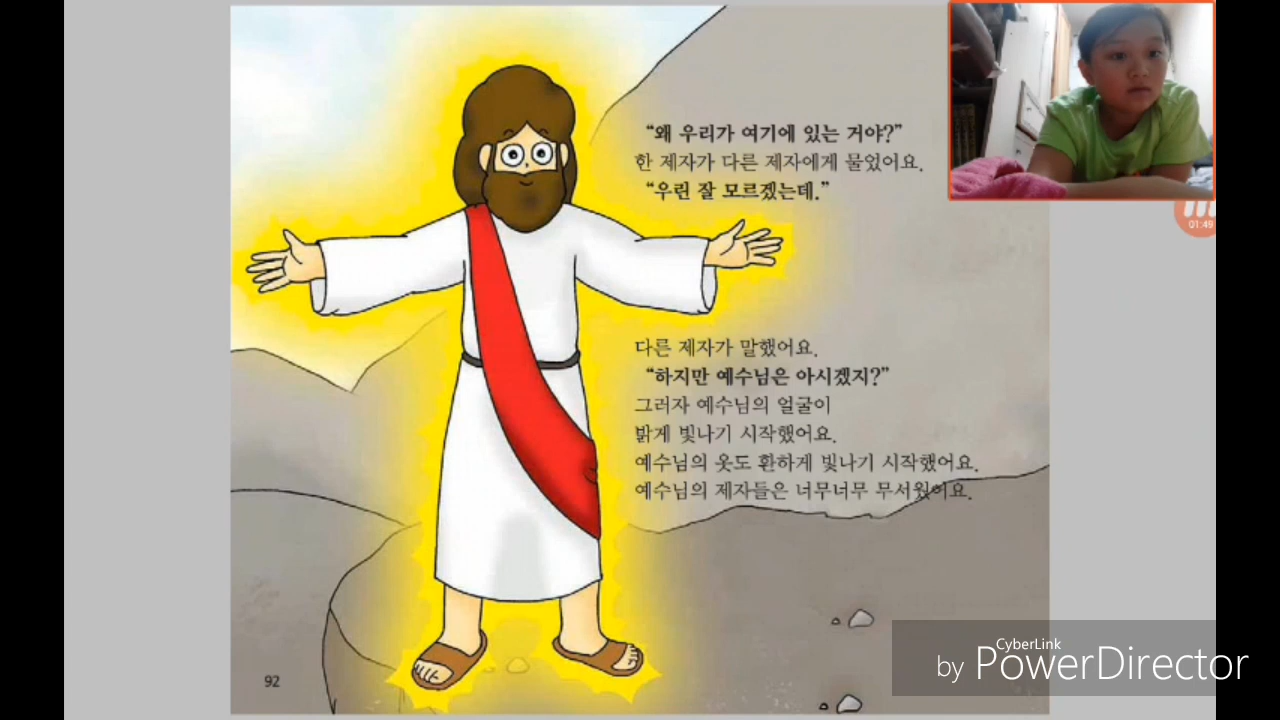 “왜 우리가 여기에 있는 거야?”
한 제자가 다른 제자에게 물었어요.
“우린 잘 모르겠는데.”
01:49
다른 제자가 말했어요.
“하지만 예수님은 아시겠지?”
그러자 예수님의 얼굴이
밝게 빛나기 시작했어요.
예수님의 옷도 환하게 빛나기 시작했어요.
예수님의 제자들은 너무너무 무서웠어요.
CyberLink
by PowerDirector
92